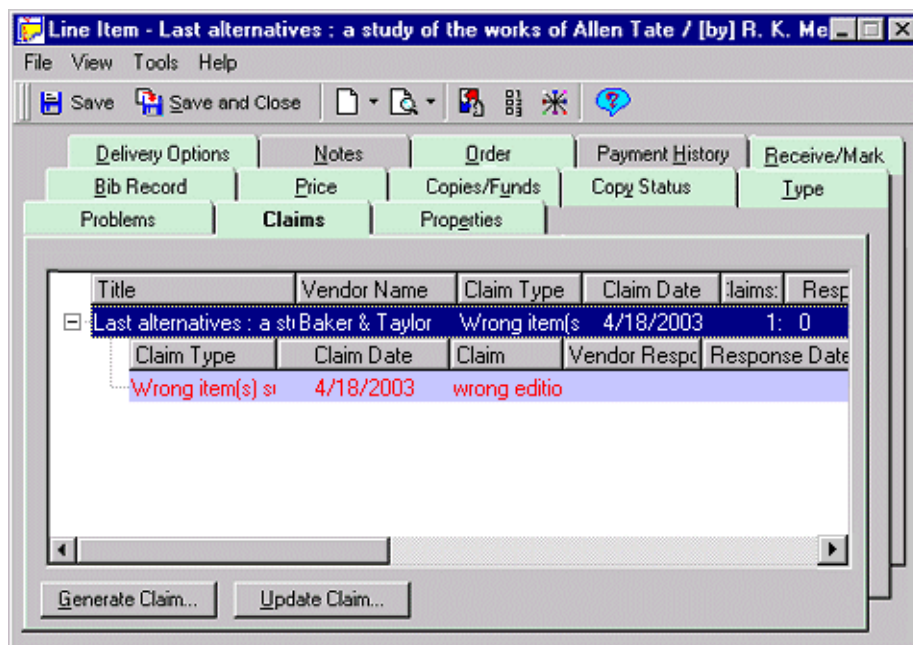 Line Item - Last alternatives : a study of the works of Allen Tate / [by] R. K. Me
File View Tools Help
Save Save and Close
Delivery Options Notes Order Payment History Receive/Mark
Bib Record Price Copies/Funds Copy Status Type
Problems Claims Properties
Title Vendor Name Claim Type Claim Date laims: Resp
Last alternatives : a st Baker & Taylor Wrong item(s 4/18/2003 1: 0
Claim Type Claim Date Claim Vendor Respo Response Date
Wrong item(s) s 4/18/2003 wrong editio
Generate Claim... Update Claim...